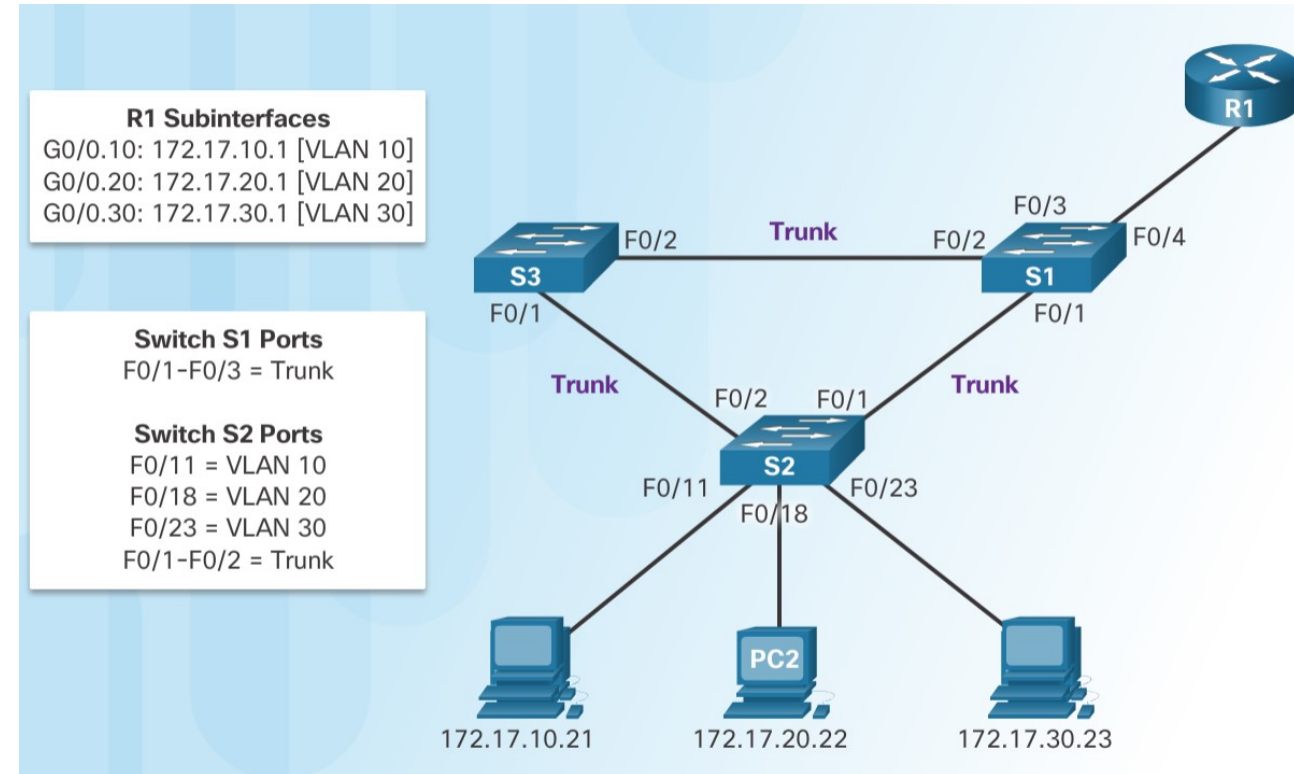 R1 Subinterfaces
G0/0.10: 172.17.10.1 [VLAN 10]
G0/0.20: 172.17.20.1 [VLAN 20]
G0/0.30: 172.17.30.1 [VLAN 30]
Switch S1 Ports
F0/1-F0/3 = Trunk
Switch S2 Ports
F0/11 = VLAN 10
F0/18 = VLAN 20
F0/23 = VLAN 30
F0/1-F0/2 = Trunk
R1
F0/3
F0/2 Trunk F0/2 F0/4
S3 S1
F0/1 F0/1
Trunk Trunk
F0/2 F0/1
S2
F0/11 F0/23
F0/18
PC2
172.17.10.21 172.17.20.22 172.17.30.23